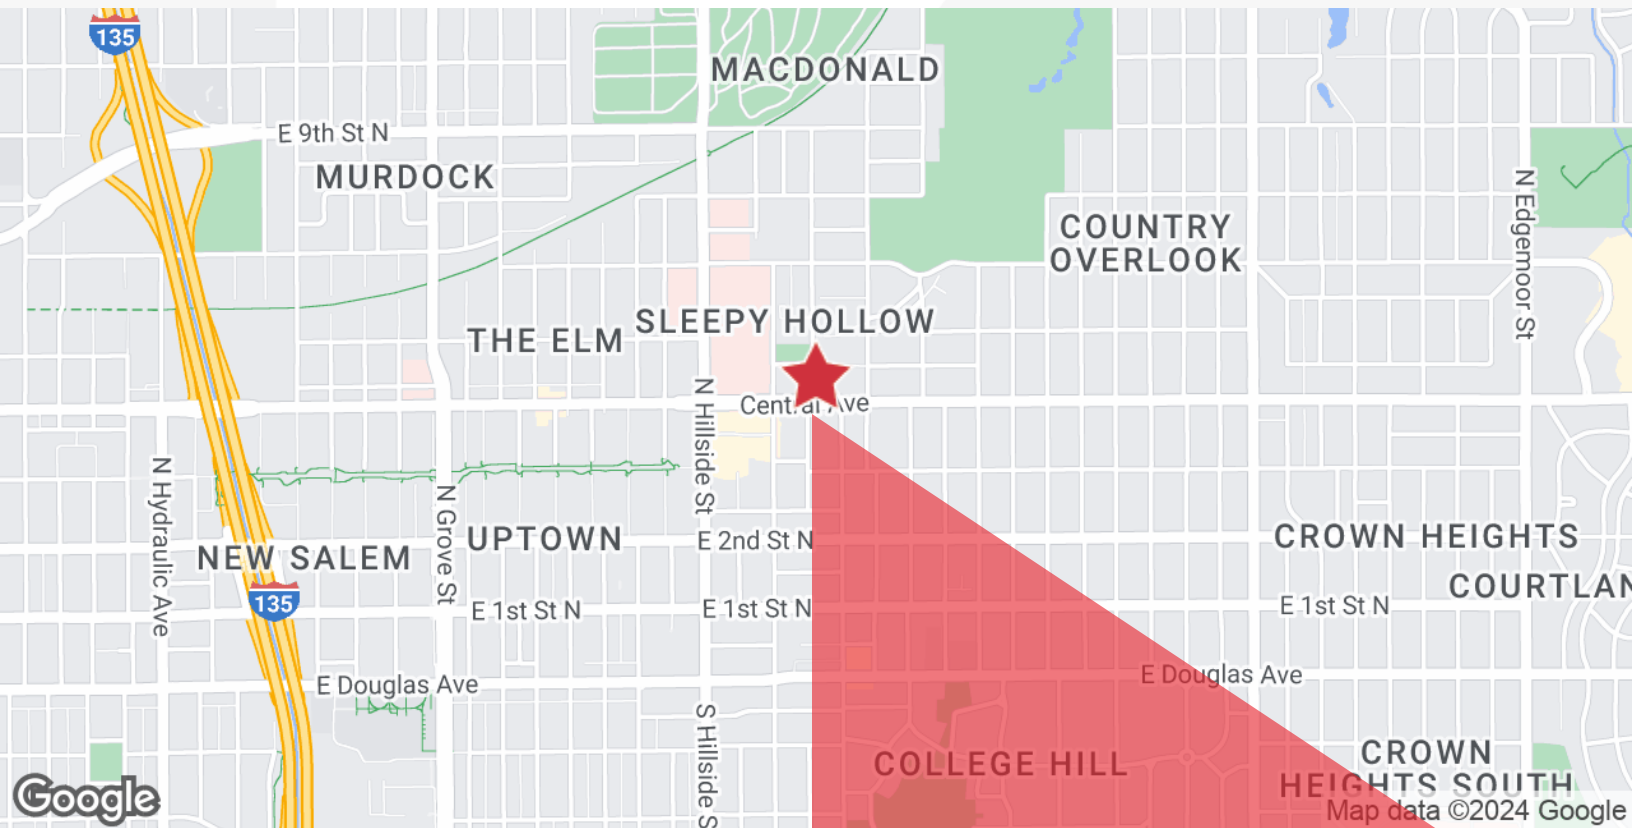 135
MACDONALD
E 9th St N
MURDOCK
N Edgemoor St
COUNTRY
OVERLOOK
SLEEPY HOLLOW
THE ELM
Central Ave
N Hillside St
N Hydraulic Ave
N Grove St
UPTOWN
E 2nd St N
CROWN HEIGHTS
NEW SALEM
COURTLAN
135
E 1st St N
E 1st St N
E 1st St N
E Douglas Ave
E Douglas Ave
S Hillside S
COLLEGE HILL
CROWN
HEIGHTS SOUTH
Google
Map data ©2024 Google